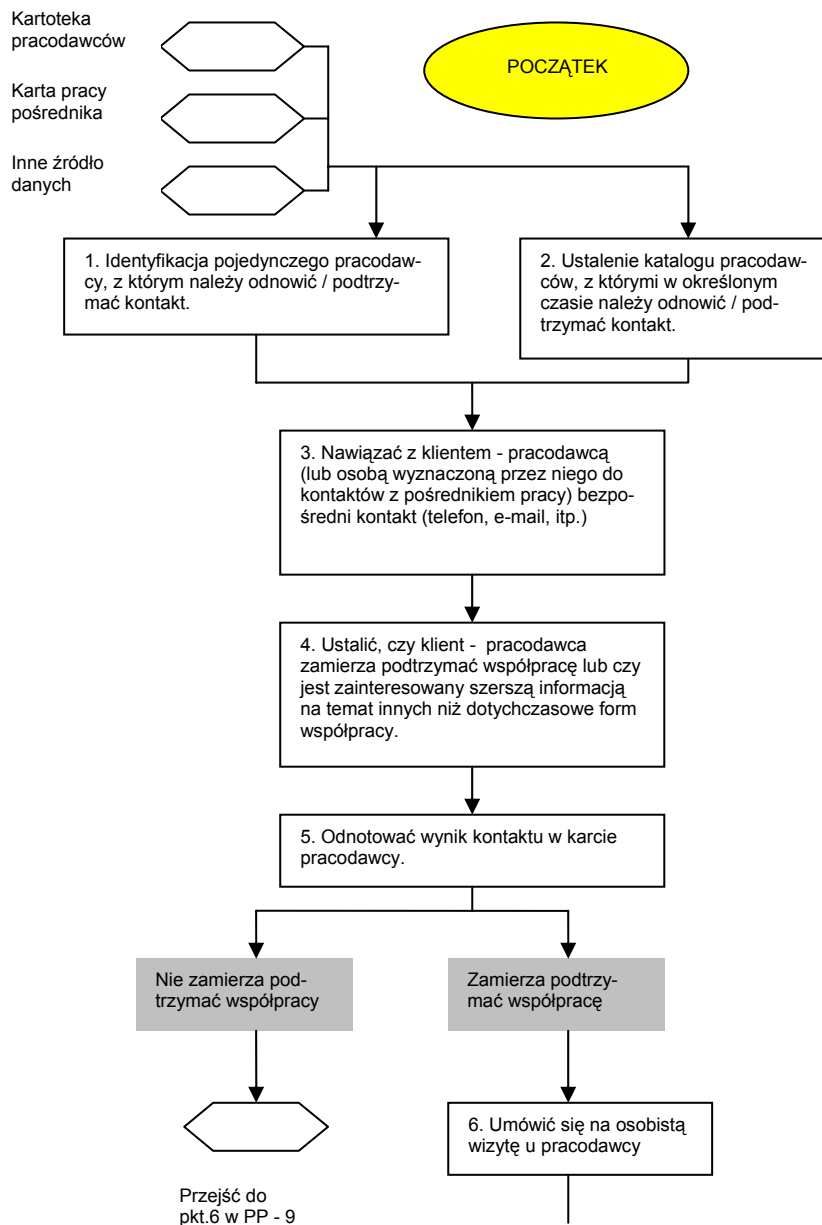 Kartoteka
pracodawców
POCZĄTEK
Karta pracy
pośrednika
Inne źródło
danych
1. Identyfikacja pojedynczego pracodaw-
cy, z którym należy odnowić / podtrzy-
mać kontakt.
2. Ustalenie katalogu pracodaw-
ców, z którymi w określonym
czasie należy odnowić / pod-
trzymać kontakt.
3. Nawiązać z klientem - pracodawcą
(lub osobą wyznaczoną przez niego do
kontaktów z pośrednikiem pracy) bezpo-
średni kontakt (telefon, e-mail, itp.)
4. Ustalić, czy klient -  pracodawca
zamierza podtrzymać współpracę lub czy
jest zainteresowany szerszą informacją
na temat innych niż dotychczasowe form
współpracy.
5. Odnotować wynik kontaktu w karcie
pracodawcy.
Nie zamierza pod-
trzymać współpracy
Zamierza podtrzy-
mać współpracę
6. Umówić się na osobistą
wizytę u pracodawcy
Przejść do
pkt.6 w PP - 9